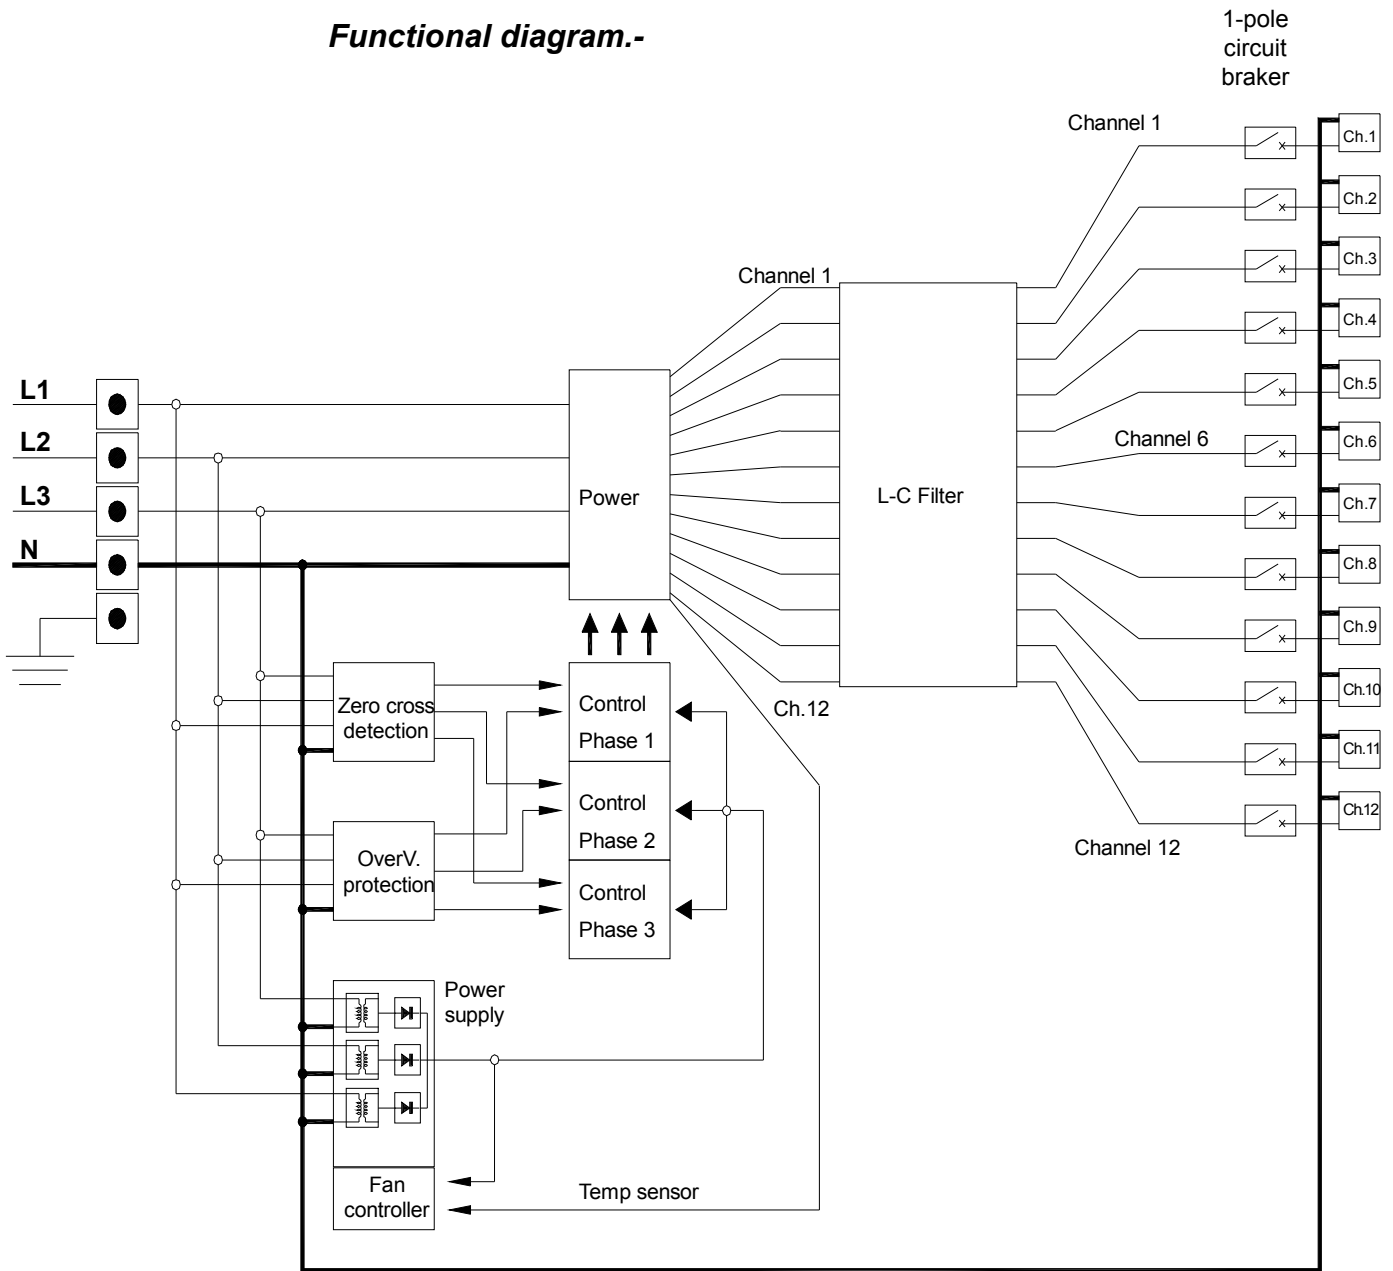 Functional diagram.-
1-pole
circuit
braker
Channel 1
Ch.1
Ch.2
Ch.3
Channel 1
Ch.4
L1
Ch.5
L2
Channel 6
Ch.6
L3
Power
L-C Filter
Ch.7
N
Ch.8
Ch.9
Zero cross
detection
Control
Phase 1
Ch.12
Ch.10
Ch.11
Control
Phase 2
Ch.12
Channel 12
OverV.
protection
Control
Phase 3
Power
supply
Fan
controller
Temp sensor